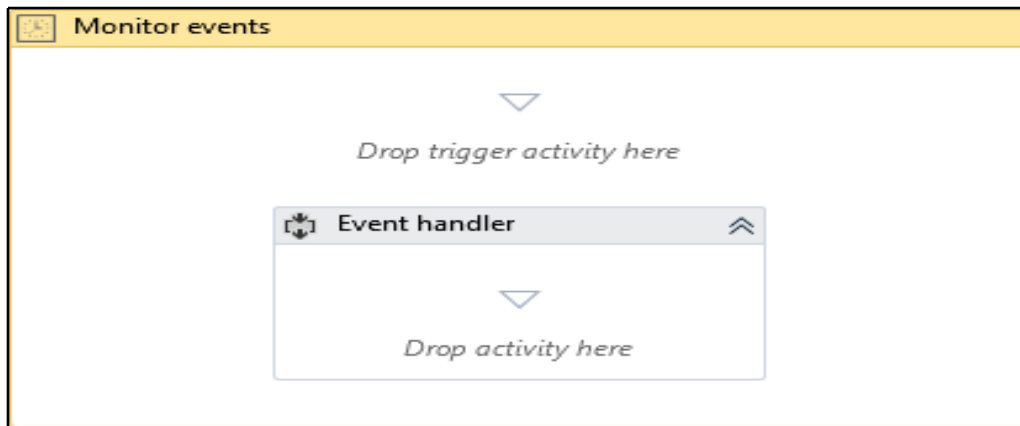 Monitor events
Drop trigger activity here
Event handler
Drop activity here